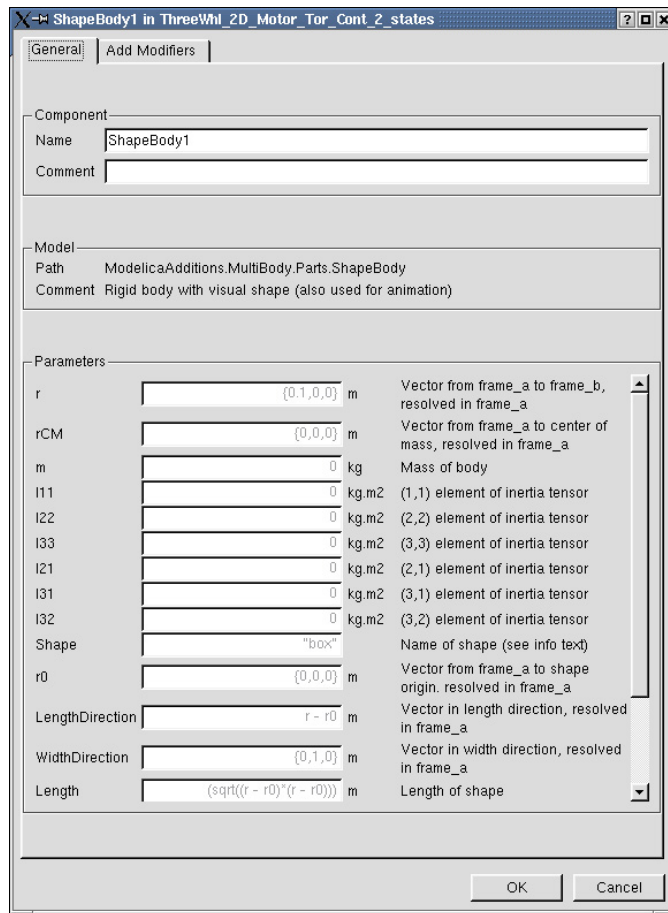 ShapeBody1 in ThreeWhl_2D_Motor_Tor_Cont_2_states
General Add Modifiers
Component
Name ShapeBody1
Comment
Model
Path ModelicaAdditions.MultiBody.Parts.ShapeBody
Comment Rigid body with visual shape (also used for animation)
Parameters
r {0.1,0,0} m Vector from frame_a to frame_b,
resolved in frame_a
rCM {0,0,0} m Vector from frame_a to center of
mass, resolved in frame_a
m 0 kg Mass of body
I11 0 kg.m2 (1,1) element of inertia tensor
I22 0 kg.m2 (2,2) element of inertia tensor
I33 0 kg.m2 (3,3) element of inertia tensor
I21 0 kg.m2 (2,1) element of inertia tensor
I31 0 kg.m2 (3,1) element of inertia tensor
I32 0 kg.m2 (3,2) element of inertia tensor
Shape "box" Name of shape (see info text)
r0 {0,0,0} m Vector from frame_a to shape
origin. resolved in frame_a
LengthDirection r - r0 m Vector in length direction, resolved
in frame_a
WidthDirection {0,1,0} m Vector in width direction, resolved
in frame_a
Length (sqrt((r - r0)*(r - r0))) m Length of shape
OK Cancel